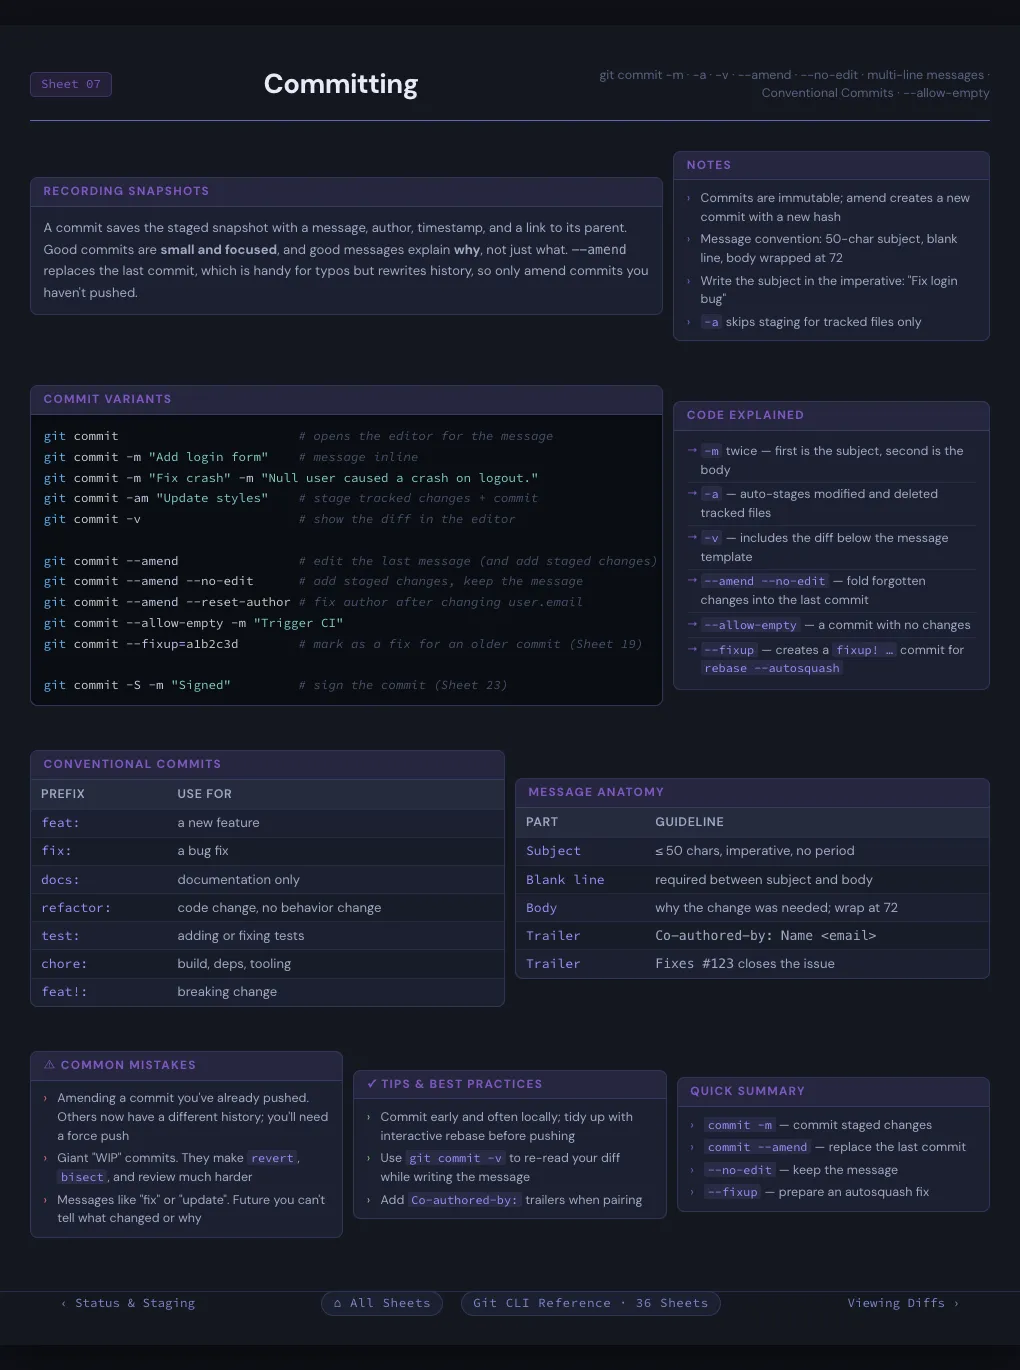 Sheet 07
Committing
git commit -m · -a · -v · --amend · --no-edit · multi-line messages ·
Conventional Commits · --allow-empty
RECORDING SNAPSHOTS
A commit saves the staged snapshot with a message, author, timestamp, and a link to its parent.
Good commits are small and focused, and good messages explain why, not just what. --amend
replaces the last commit, which is handy for typos but rewrites history, so only amend commits you
haven't pushed.
NOTES
› Commits are immutable; amend creates a new
commit with a new hash
› Message convention: 50-char subject, blank
line, body wrapped at 72
› Write the subject in the imperative: "Fix login
bug"
› -a skips staging for tracked files only
COMMIT VARIANTS
git commit # opens the editor for the message
git commit -m "Add login form" # message inline
git commit -m "Fix crash" -m "Null user caused a crash on logout."
git commit -am "Update styles" # stage tracked changes + commit
git commit -v # show the diff in the editor
git commit --amend # edit the last message (and add staged changes)
git commit --amend --no-edit # add staged changes, keep the message
git commit --amend --reset-author # fix author after changing user.email
git commit --allow-empty -m "Trigger CI"
git commit --fixup=a1b2c3d # mark as a fix for an older commit (Sheet 19)
git commit -S -m "Signed" # sign the commit (Sheet 23)
CODE EXPLAINED
→ -m twice — first is the subject, second is the
body
→ -a — auto-stages modified and deleted
tracked files
→ -v — includes the diff below the message
template
→ --amend --no-edit — fold forgotten
changes into the last commit
→ --allow-empty — a commit with no changes
→ --fixup — creates a fixup! … commit for
rebase --autosquash
CONVENTIONAL COMMITS
PREFIX USE FOR
feat: a new feature
fix: a bug fix
docs: documentation only
refactor: code change, no behavior change
test: adding or fixing tests
chore: build, deps, tooling
feat!: breaking change
MESSAGE ANATOMY
PART GUIDELINE
Subject ≤ 50 chars, imperative, no period
Blank line required between subject and body
Body why the change was needed; wrap at 72
Trailer Co-authored-by: Name <email>
Trailer Fixes #123 closes the issue
⚠ COMMON MISTAKES
› Amending a commit you've already pushed.
Others now have a different history; you'll need
a force push
› Giant "WIP" commits. They make revert,
bisect, and review much harder
› Messages like "fix" or "update". Future you can't
tell what changed or why
✓ TIPS & BEST PRACTICES
› Commit early and often locally; tidy up with
interactive rebase before pushing
› Use git commit -v to re-read your diff
while writing the message
› Add Co-authored-by: trailers when pairing
QUICK SUMMARY
› commit -m — commit staged changes
› commit --amend — replace the last commit
› --no-edit — keep the message
› --fixup — prepare an autosquash fix
‹ Status & Staging
⌂ All Sheets
Git CLI Reference · 36 Sheets
Viewing Diffs ›